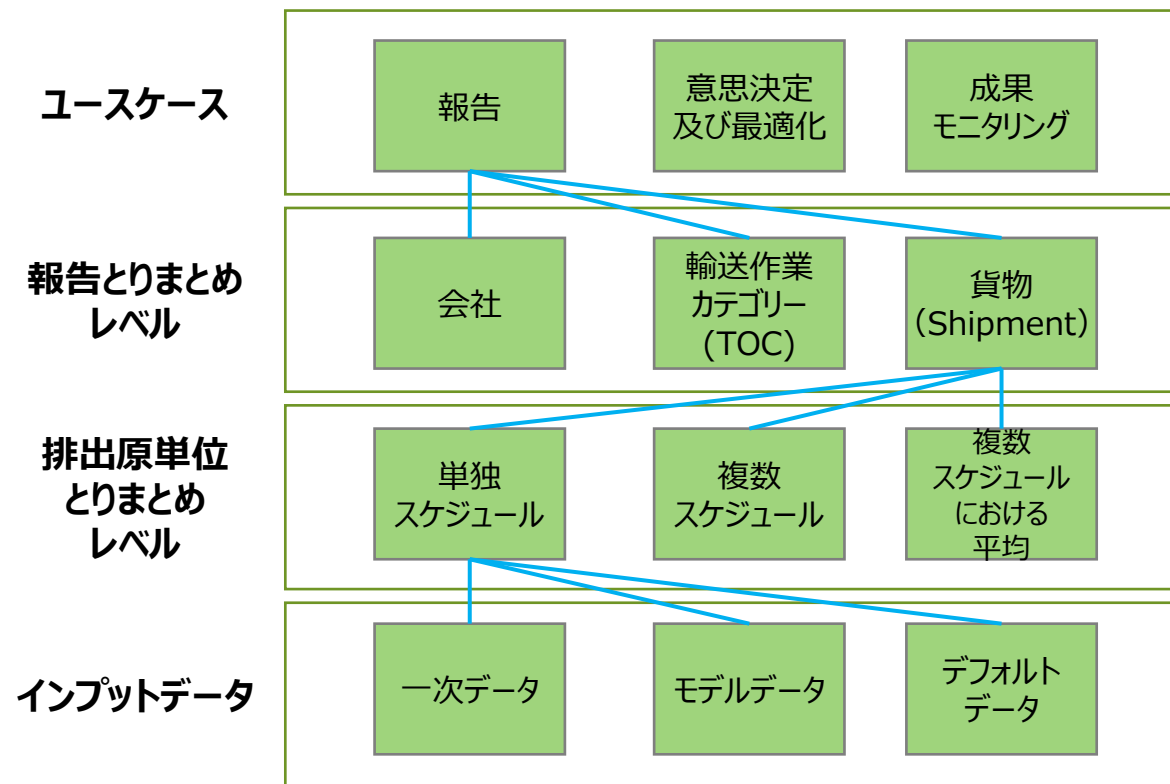 ユースケース
報告
意思決定
及び最適化
成果
モニタリング
報告とりまとめ
レベル
会社
輸送作業
カテゴリー
(TOC)
貨物
（Shipment）
排出原単位
とりまとめ
レベル
単独
スケジュール
複数
スケジュール
複数
スケジュール
における
平均
インプットデータ
一次データ
モデルデータ
デフォルト
データ